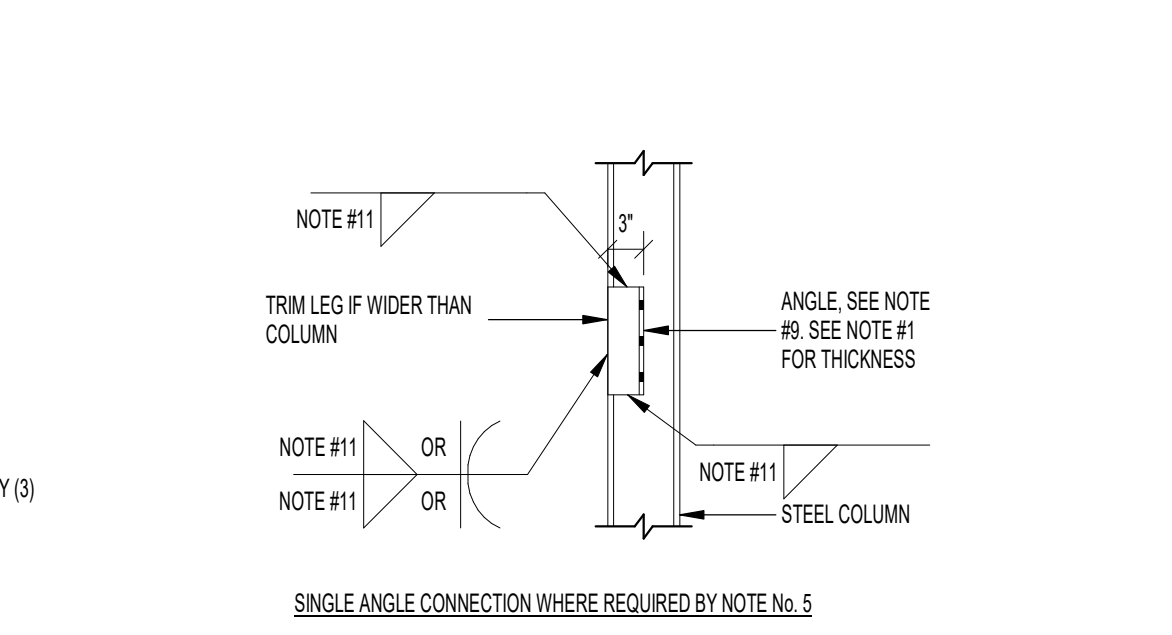 NOTE #11
3"
TRIM LEG IF WIDER THAN
COLUMN
ANGLE, SEE NOTE
#9. SEE NOTE #1
FOR THICKNESS
NOTE #11 OR
NOTE #11 OR
NOTE #11
Y (3)
STEEL COLUMN
SINGLE ANGLE CONNECTION WHERE REQUIRED BY NOTE No. 5